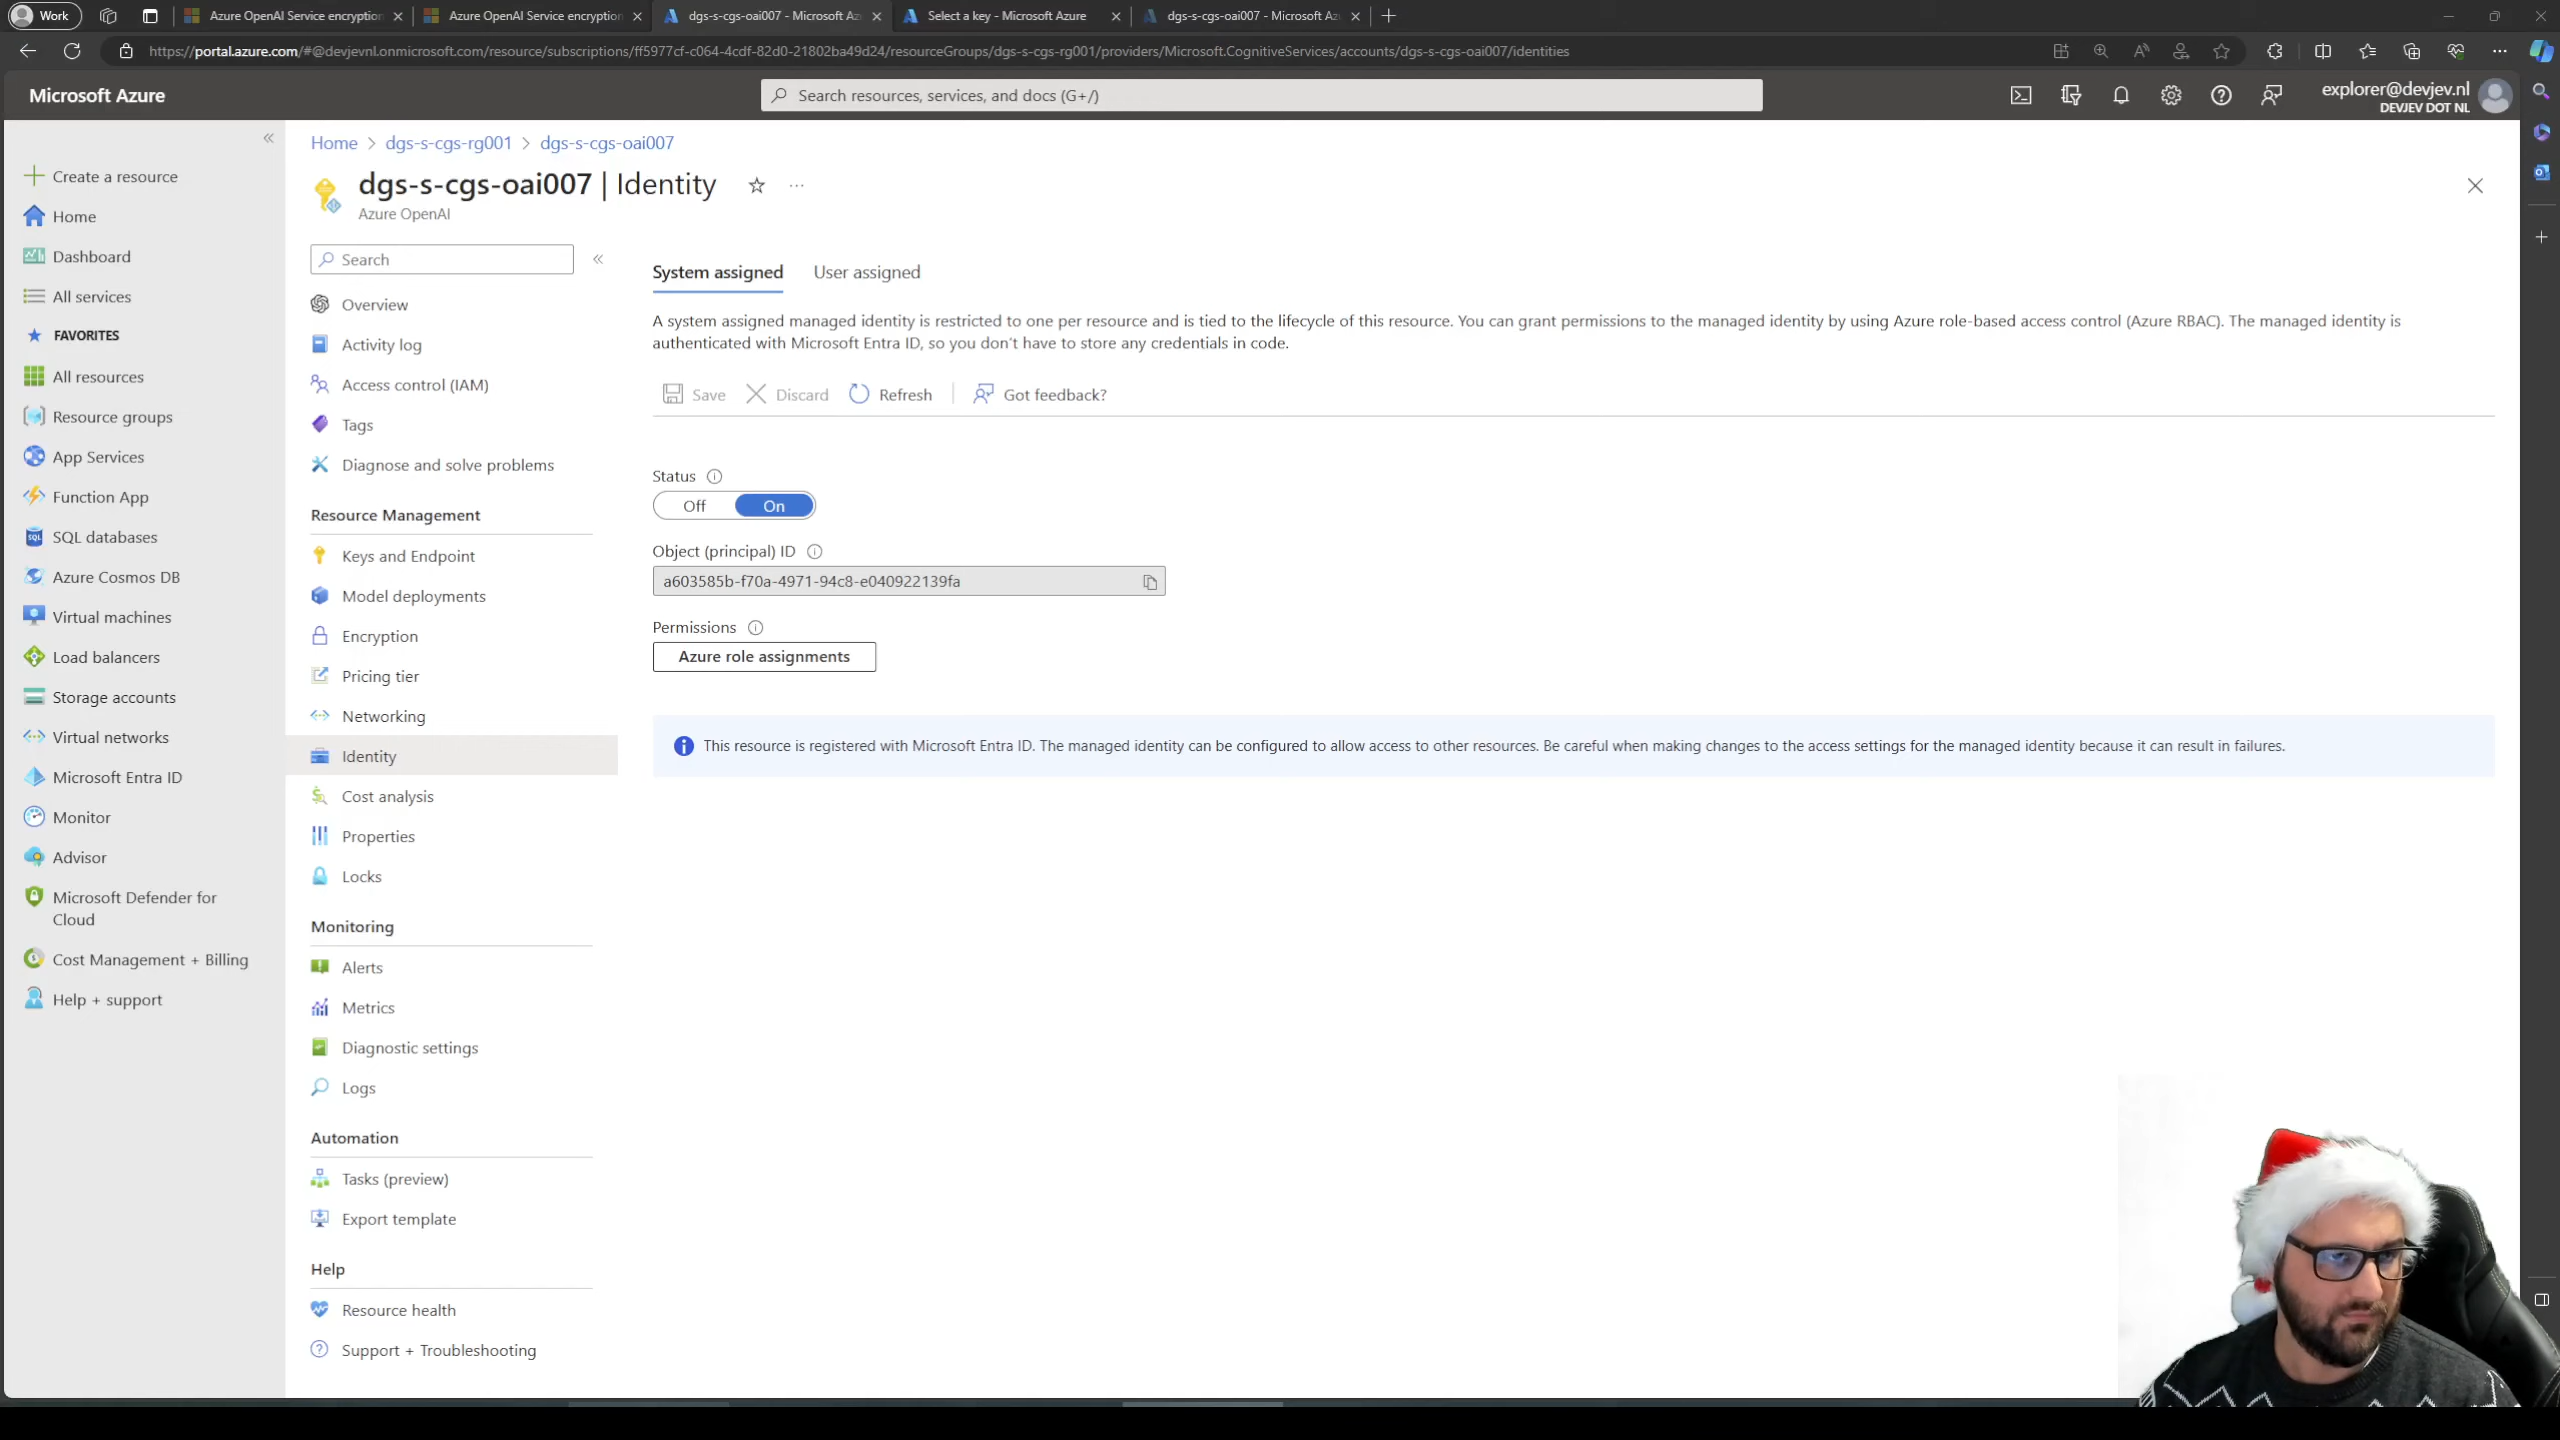 Work
Azure OpenAI Service encryption
Azure OpenAI Service encryption
dgs-s-cgs-oai007 - Microsoft Az
Select a key - Microsoft Azure
dgs-s-cgs-oai007 - Microsoft Az
https://portal.azure.com/#@devjevnl.onmicrosoft.com/resource/subscriptions/ff5977cf-c064-4cdf-82d0-21802ba49d24/resourceGroups/dgs-s-cgs-rg001/providers/Microsoft.CognitiveServices/accounts/dgs-s-cgs-oai007/identities
Microsoft Azure
Search resources, services, and docs (G+/)
explorer@devjev.nl
DEVJEV DOT NL
Create a resource
Home
Dashboard
All services
FAVORITES
All resources
Resource groups
App Services
Function App
SQL databases
Azure Cosmos DB
Virtual machines
Load balancers
Storage accounts
Virtual networks
Microsoft Entra ID
Monitor
Advisor
Microsoft Defender for
Cloud
Cost Management + Billing
Help + support
Home > dgs-s-cgs-rg001 > dgs-s-cgs-oai007
dgs-s-cgs-oai007 | Identity
Azure OpenAI
Search
Overview
Activity log
Access control (IAM)
Tags
Diagnose and solve problems
Resource Management
Keys and Endpoint
Model deployments
Encryption
Pricing tier
Networking
Identity
Cost analysis
Properties
Locks
Monitoring
Alerts
Metrics
Diagnostic settings
Logs
Automation
Tasks (preview)
Export template
Help
Resource health
Support + Troubleshooting
System assigned
User assigned
A system assigned managed identity is restricted to one per resource and is tied to the lifecycle of this resource. You can grant permissions to the managed identity by using Azure role-based access control (Azure RBAC). The managed identity is
authenticated with Microsoft Entra ID, so you don't have to store any credentials in code.
Save
Discard
Refresh
Got feedback?
Status
Off
On
Object (principal) ID
a603585b-f70a-4971-94c8-e040922139fa
Permissions
Azure role assignments
This resource is registered with Microsoft Entra ID. The managed identity can be configured to allow access to other resources. Be careful when making changes to the access settings for the managed identity because it can result in failures.